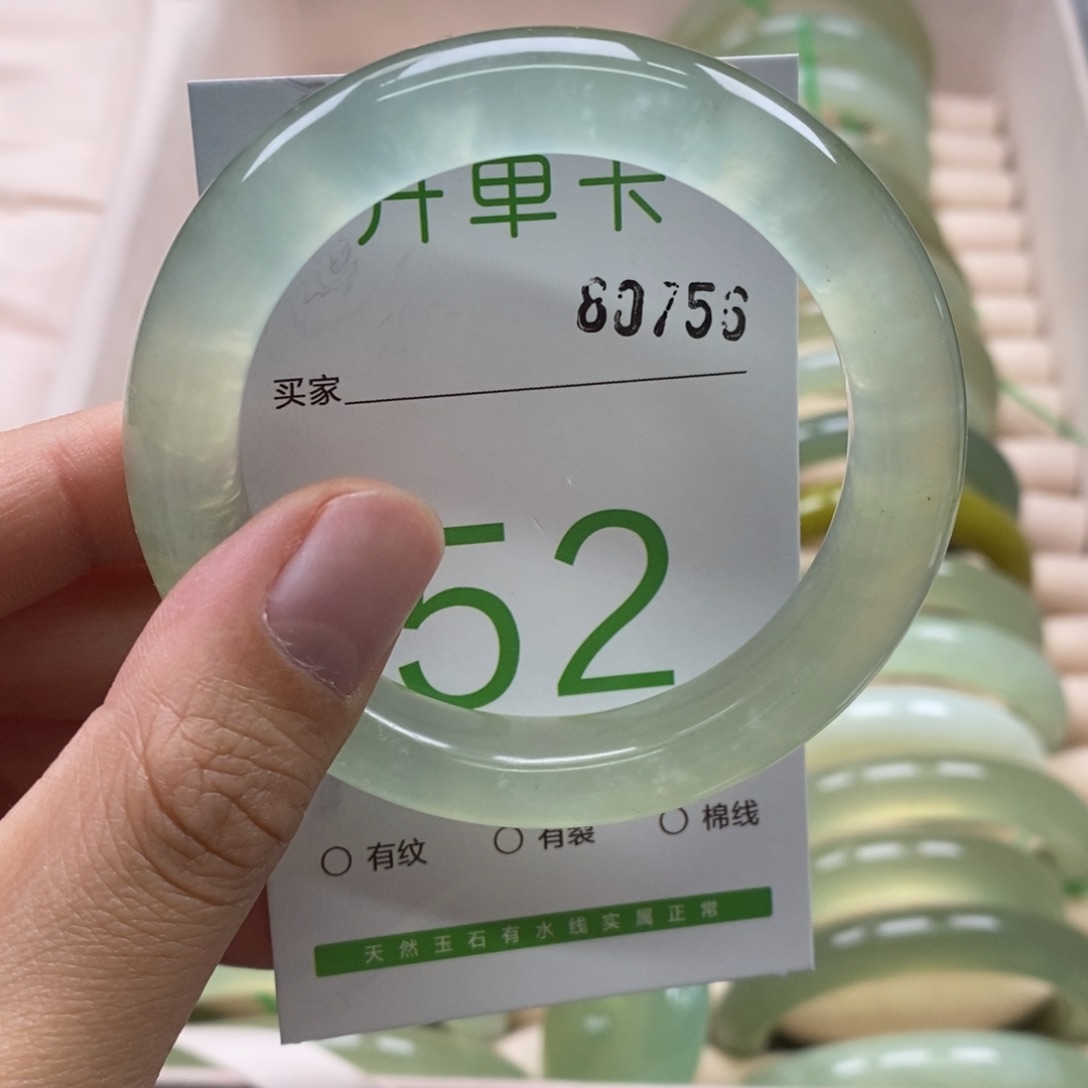 开单卡
80756
买家
52
有纹 有裂 棉线
天然玉石有水线实属正常